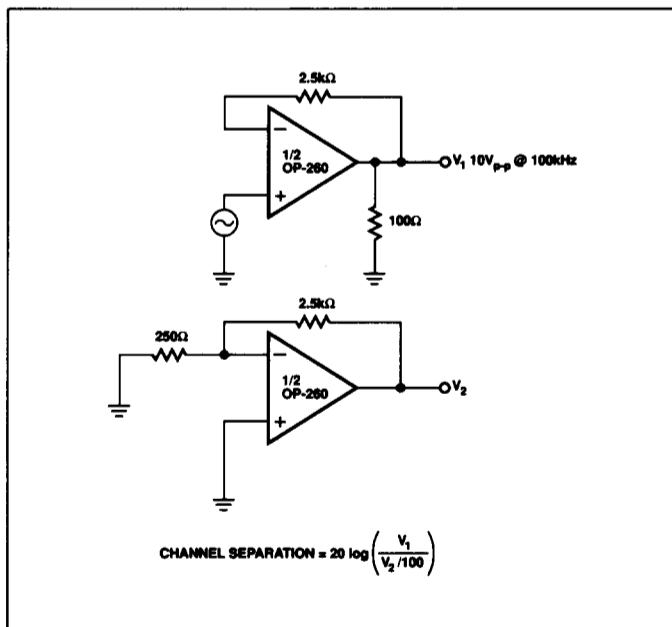 2.5kΩ
−
1/2
OP-260
+
V₁ 10Vp-p @ 100kHz
100Ω
2.5kΩ
250Ω
−
1/2
OP-260
+
V₂
CHANNEL SEPARATION = 20 log ( V₁ / V₂ /100 )